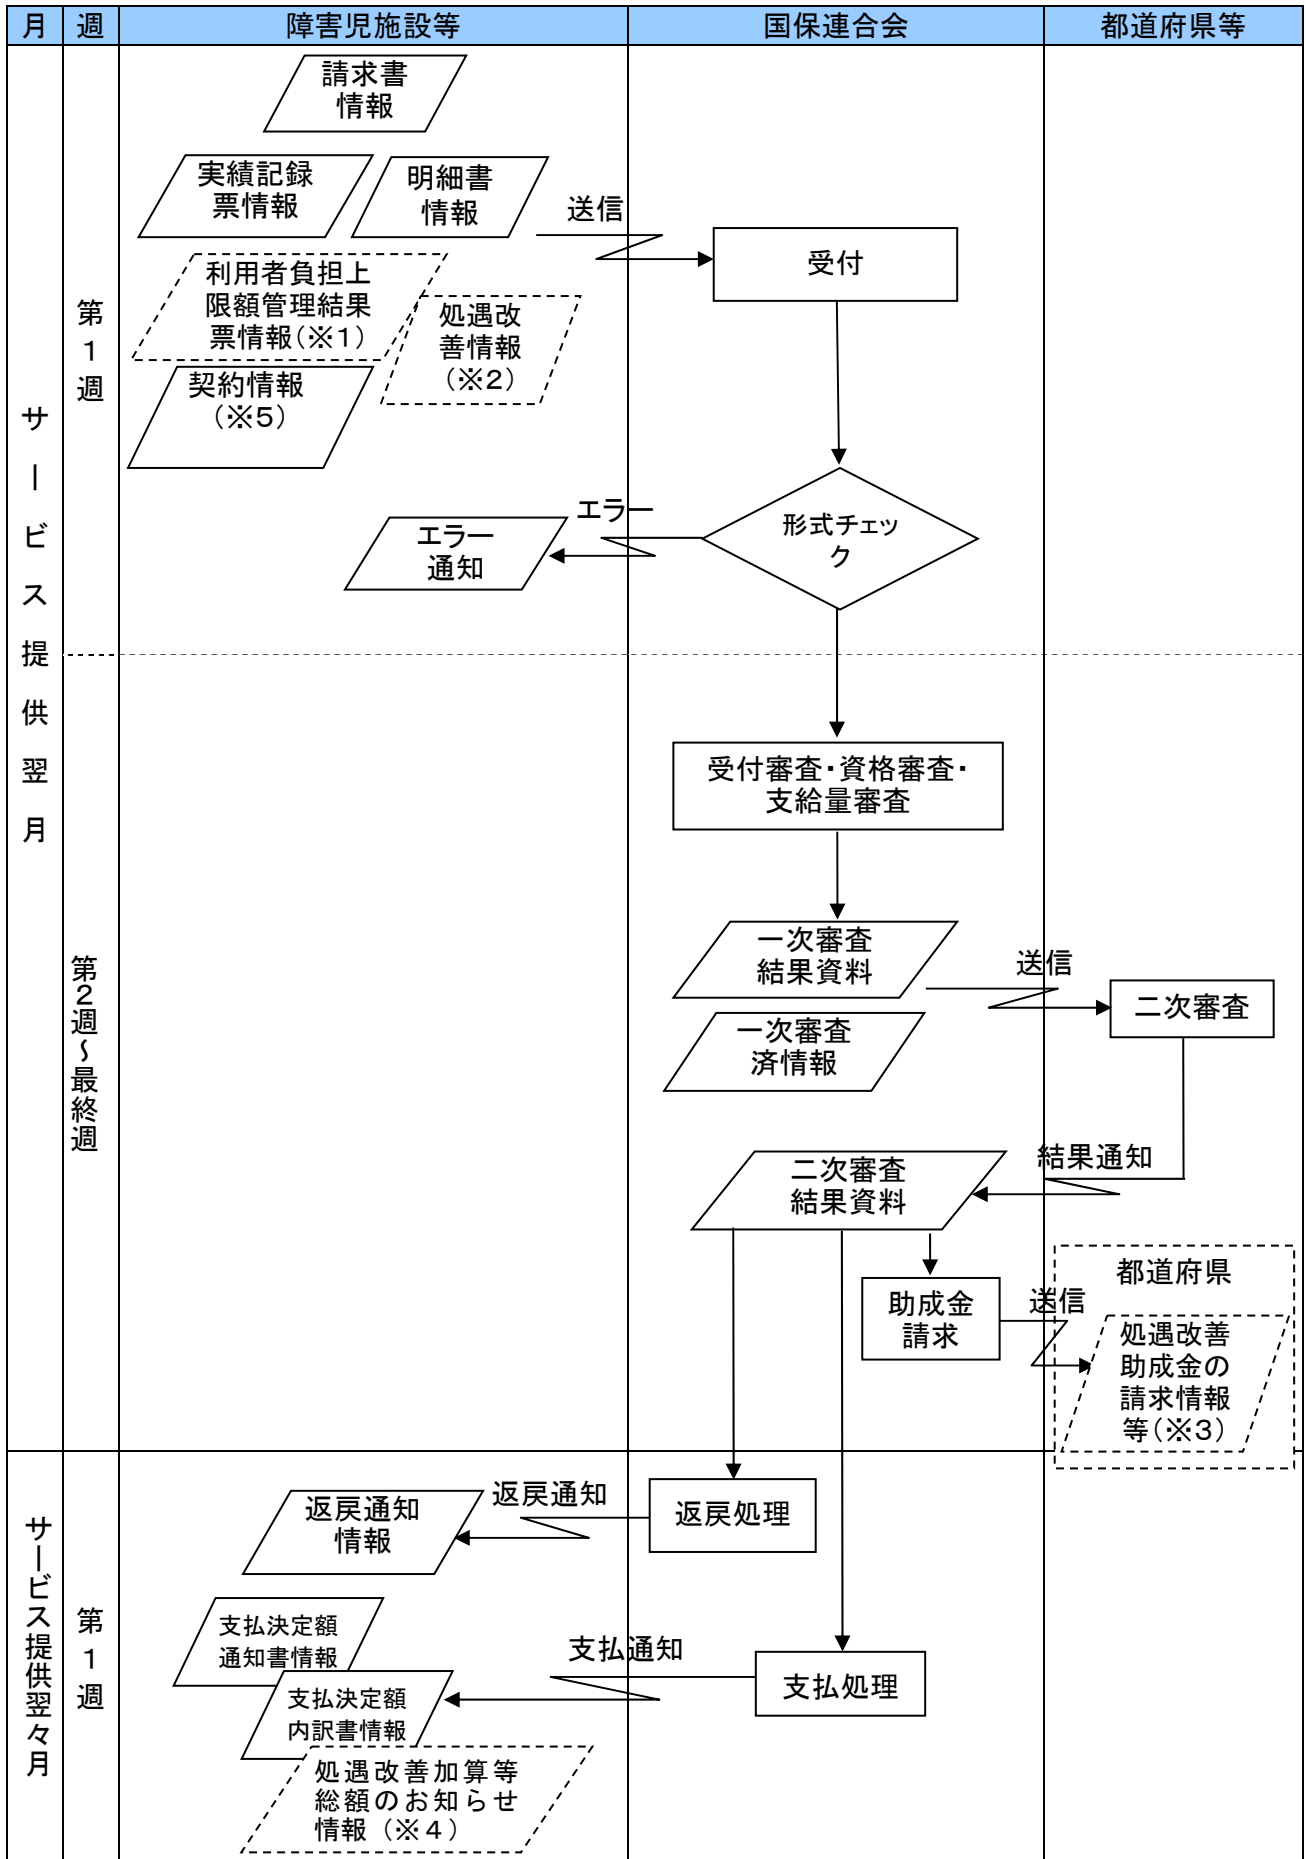 月
週
障害児施設等
国保連合会
都道府県等
サービス提供翌月
第1週
請求書
情報
実績記録
票情報
明細書
情報
送信
受付
利用者負担上
限額管理結果
票情報(※1)
処遇改
善情報
(※2)
契約情報
(※5)
エラー
エラー
通知
形式チェッ
ク
第2週～最終週
受付審査・資格審査・
支給量審査
一次審査
結果資料
送信
二次審査
一次審査
済情報
結果通知
二次審査
結果資料
助成金
請求
送信
都道府県
処遇改善
助成金の
請求情報
等(※3)
サービス提供翌々月
第1週
返戻通知
情報
返戻通知
返戻処理
支払決定額
通知書情報
支払通知
支払処理
支払決定額
内訳書情報
処遇改善加算等
総額のお知らせ
情報(※4)